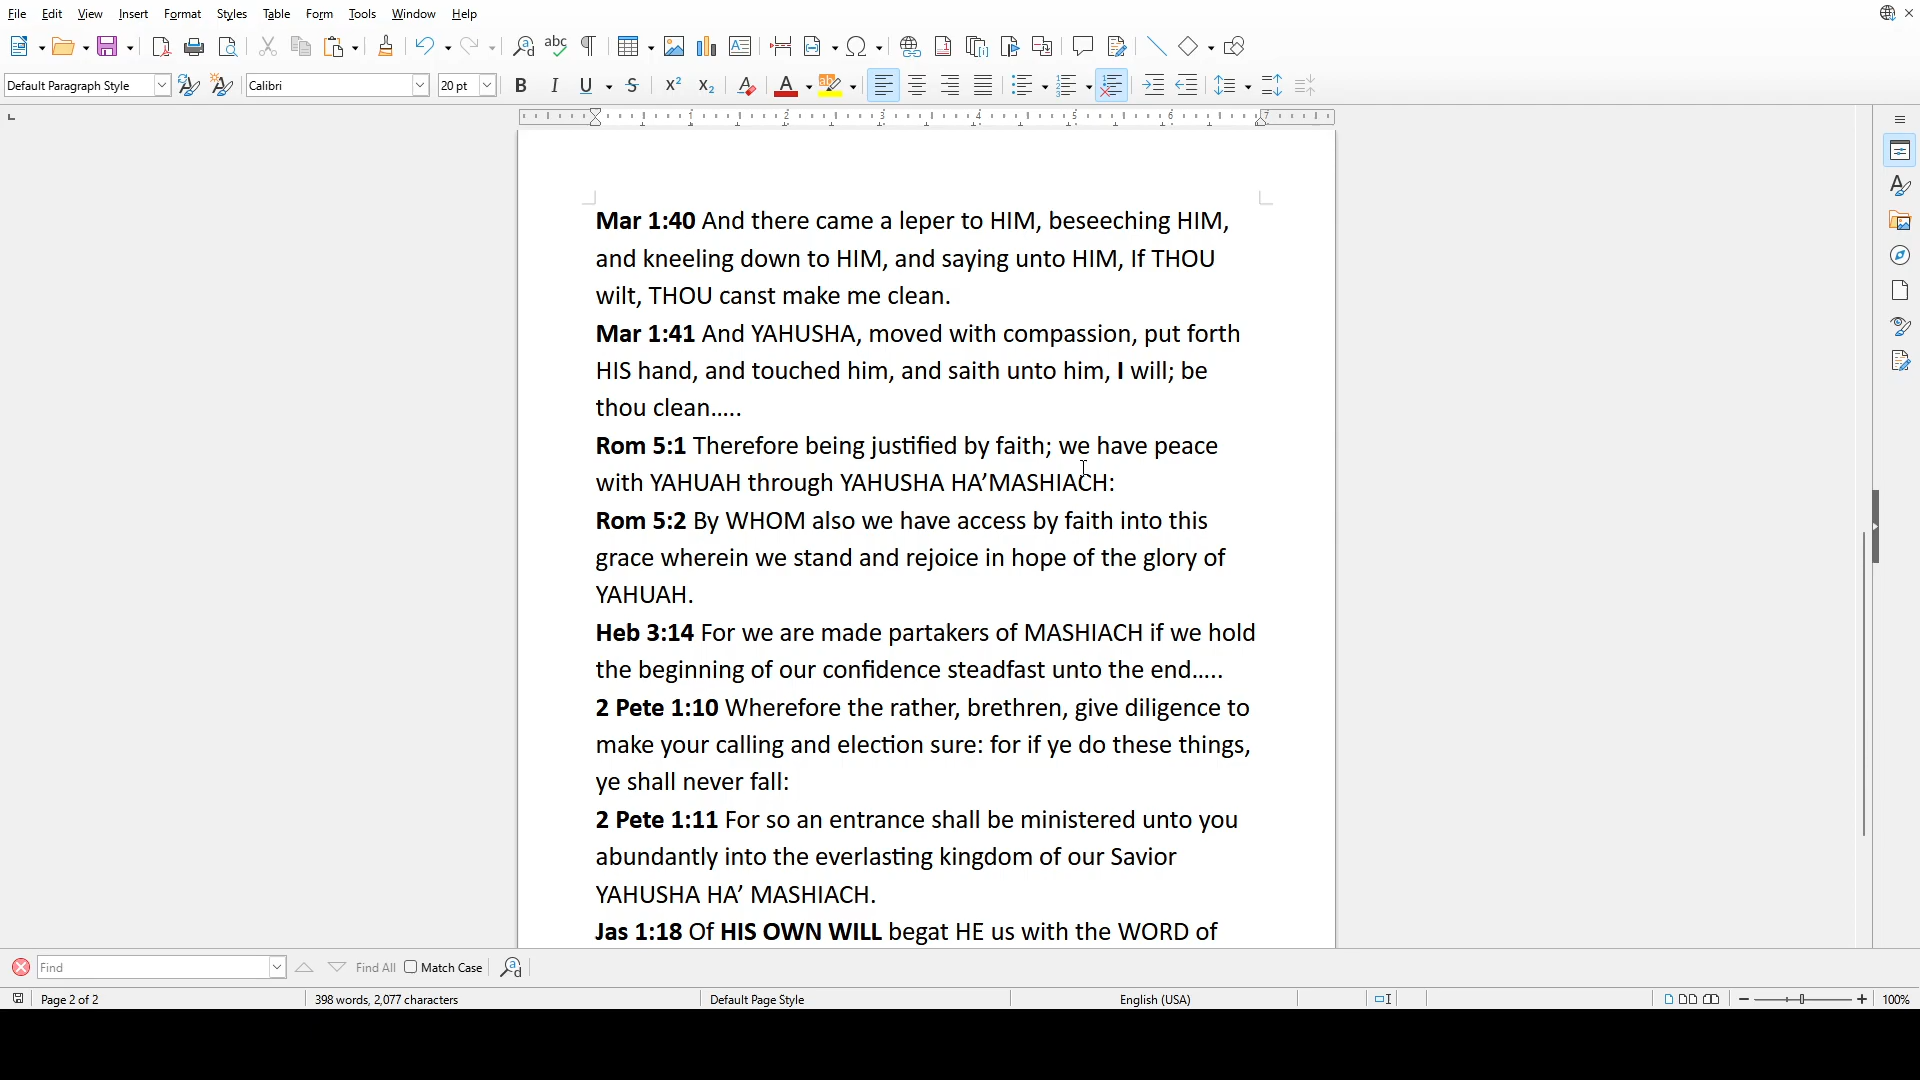 File Edit View Insert Format Styles Table Form Tools Window Help
Default Paragraph Style Calibri 20 pt
1 2 3 4 5 6 7
Mar 1:40 And there came a leper to HIM, beseeching HIM,
and kneeling down to HIM, and saying unto HIM, If THOU
wilt, THOU canst make me clean.
Mar 1:41 And YAHUSHA, moved with compassion, put forth
HIS hand, and touched him, and saith unto him, I will; be
thou clean.....
Rom 5:1 Therefore being justified by faith; we have peace
with YAHUAH through YAHUSHA HA’MASHIACH:
Rom 5:2 By WHOM also we have access by faith into this
grace wherein we stand and rejoice in hope of the glory of
YAHUAH.
Heb 3:14 For we are made partakers of MASHIACH if we hold
the beginning of our confidence steadfast unto the end.....
2 Pete 1:10 Wherefore the rather, brethren, give diligence to
make your calling and election sure: for if ye do these things,
ye shall never fall:
2 Pete 1:11 For so an entrance shall be ministered unto you
abundantly into the everlasting kingdom of our Savior
YAHUSHA HA’ MASHIACH.
Jas 1:18 Of HIS OWN WILL begat HE us with the WORD of
Find Find All Match Case
Page 2 of 2 398 words, 2,077 characters Default Page Style English (USA) 100%